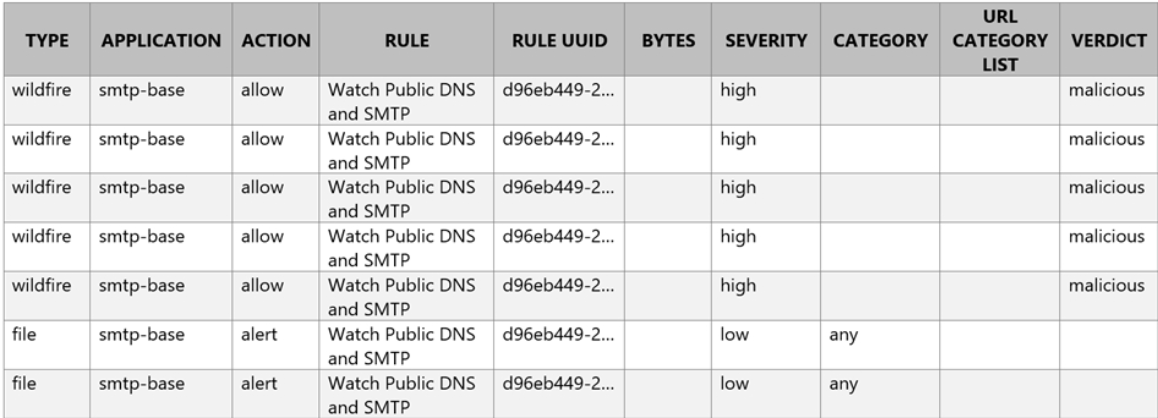 TYPE APPLICATION ACTION RULE RULE UUID BYTES SEVERITY CATEGORY URL CATEGORY LIST VERDICT
wildfire smtp-base allow Watch Public DNS d96eb449-2... high malicious
and SMTP
wildfire smtp-base allow Watch Public DNS d96eb449-2... high malicious
and SMTP
wildfire smtp-base allow Watch Public DNS d96eb449-2... high malicious
and SMTP
wildfire smtp-base allow Watch Public DNS d96eb449-2... high malicious
and SMTP
wildfire smtp-base allow Watch Public DNS d96eb449-2... high malicious
and SMTP
file smtp-base alert Watch Public DNS d96eb449-2... low any
and SMTP
file smtp-base alert Watch Public DNS d96eb449-2... low any
and SMTP